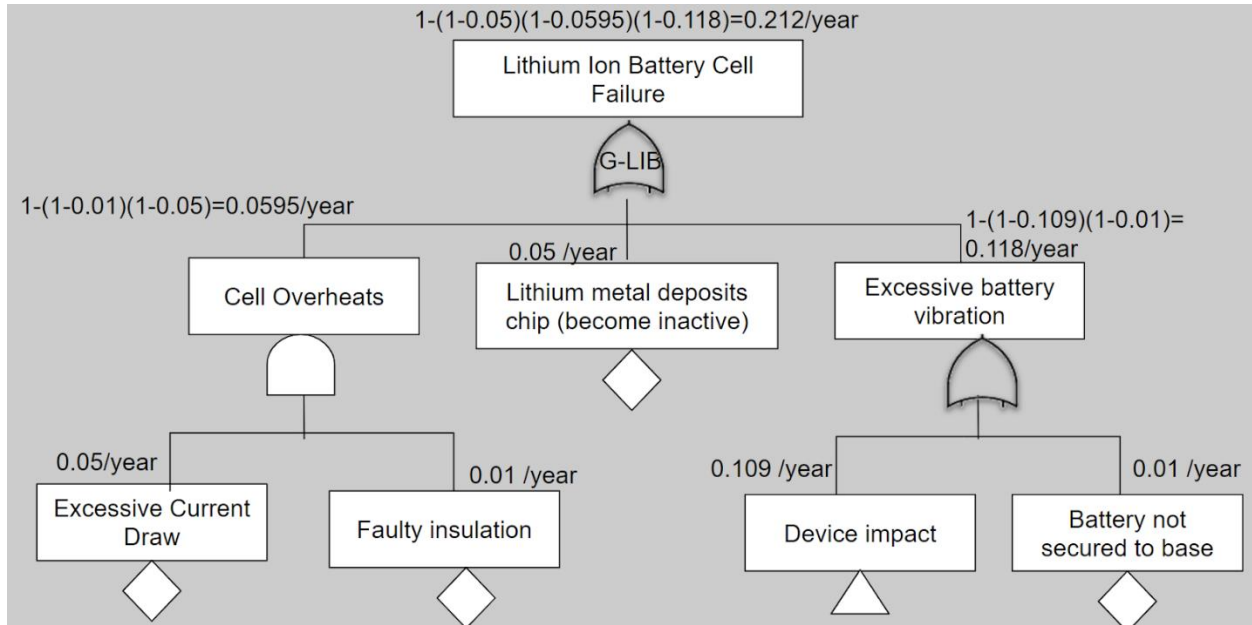 1-(1-0.05)(1-0.0595)(1-0.118)=0.212/year
Lithium Ion Battery Cell
Failure
G-LIB
1-(1-0.01)(1-0.05)=0.0595/year
1-(1-0.109)(1-0.01)=
0.118/year
0.05 /year
Cell Overheats
Lithium metal deposits
chip (become inactive)
Excessive battery
vibration
0.05/year
0.01 /year
0.109 /year
0.01 /year
Excessive Current
Draw
Faulty insulation
Device impact
Battery not
secured to base